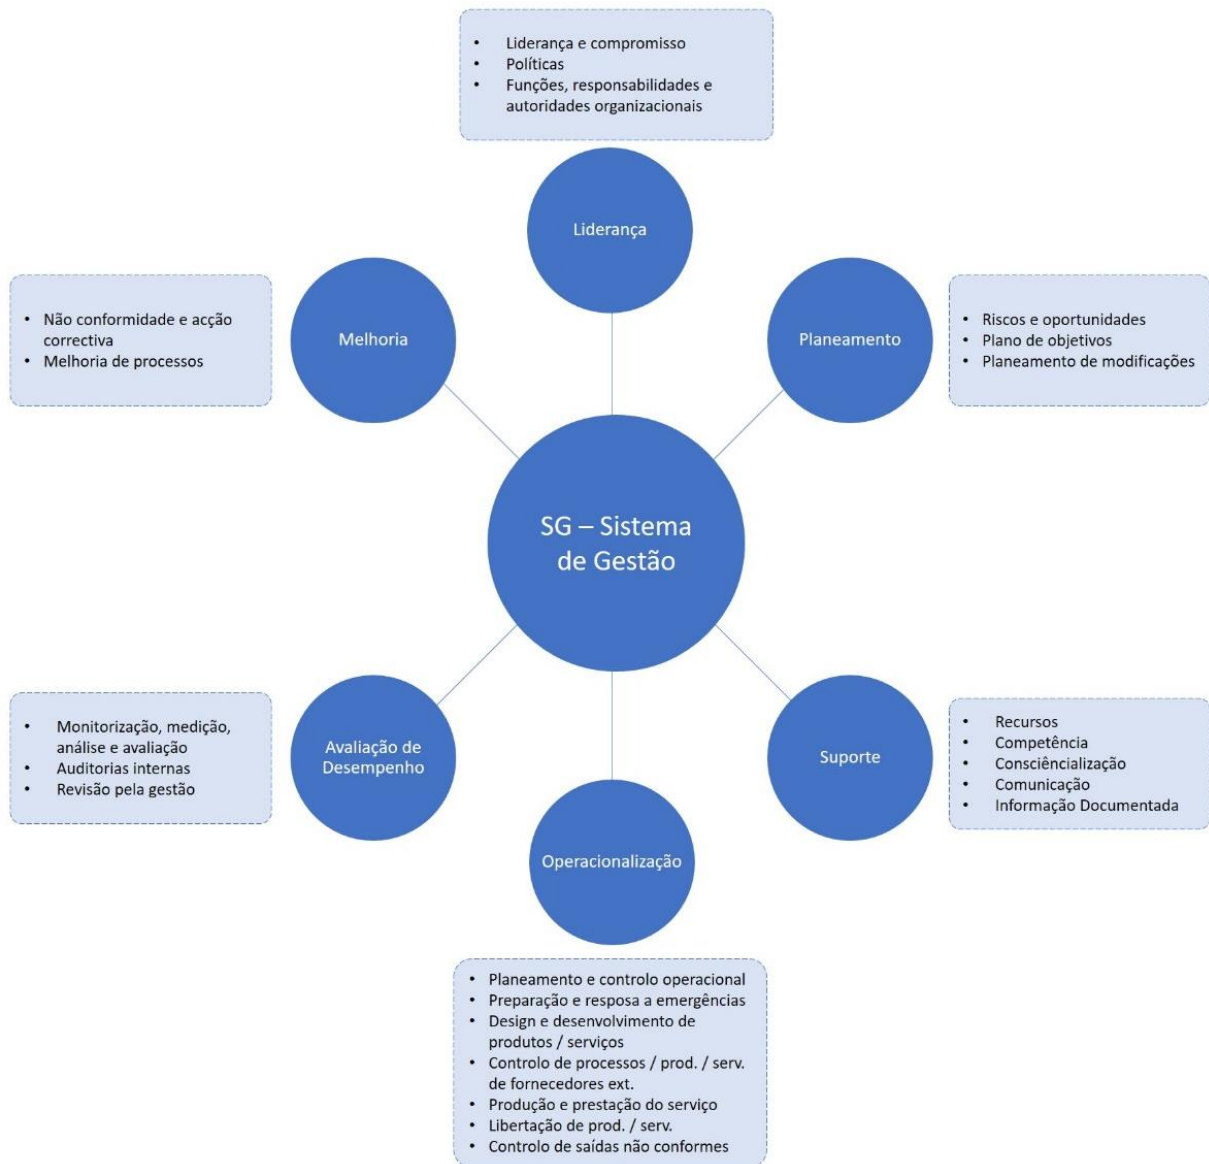 • Liderança e compromisso
• Políticas
• Funções, responsabilidades e
autoridades organizacionais
Liderança
• Não conformidade e acção
correctiva
• Melhoria de processos
Melhoria
Planeamento
• Riscos e oportunidades
• Plano de objetivos
• Planeamento de modificações
SG – Sistema
de Gestão
• Monitorização, medição,
análise e avaliação
• Auditorias internas
• Revisão pela gestão
Avaliação de
Desempenho
Suporte
• Recursos
• Competência
• Consciêncialização
• Comunicação
• Informação Documentada
Operacionalização
• Planeamento e controlo operacional
• Preparação e resposa a emergências
• Design e desenvolvimento de
produtos / serviços
• Controlo de processos / prod. / serv.
de fornecedores ext.
• Produção e prestação do serviço
• Libertação de prod. / serv.
• Controlo de saídas não conformes